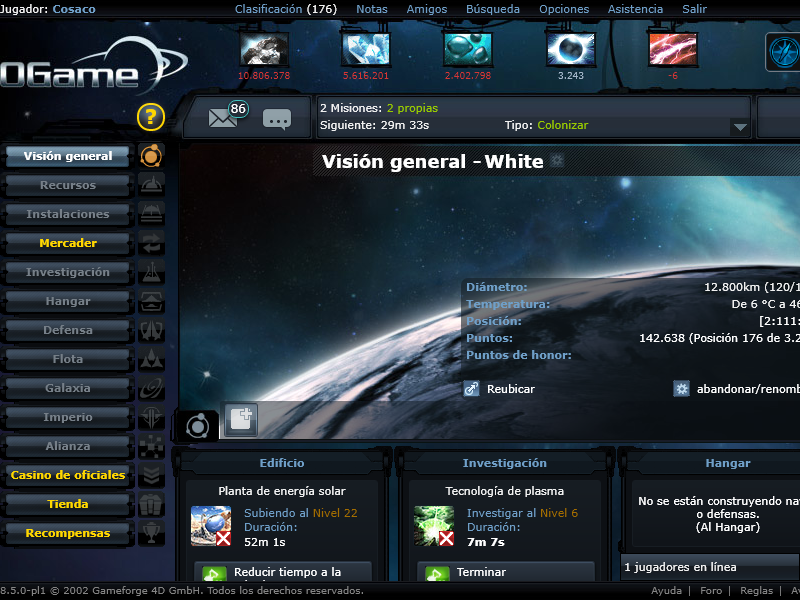 Jugador: Cosaco
Clasificación (176) Notas Amigos Búsqueda Opciones Asistencia Salir
OGame
10.806.378 5.616.201 2.402.798 3.243 -6
?
86
2 Misiones: 2 propias
Siguiente: 29m 33s Tipo: Colonizar
Visión general
Recursos
Instalaciones
Mercader
Investigación
Hangar
Defensa
Flota
Galaxia
Imperio
Alianza
Casino de oficiales
Tienda
Recompensas
Visión general - White
Diámetro: 12.800km (120/1
Temperatura: De 6 °C a 46
Posición: [2:111:
Puntos: 142.638 (Posición 176 de 3.2
Puntos de honor:
Reubicar abandonar/renomb
Edificio
Planta de energía solar
Subiendo al Nivel 22
Duración:
52m 1s
Reducir tiempo a la
Investigación
Tecnología de plasma
Investigar al Nivel 6
Duración:
7m 7s
Terminar
Hangar
No se están construyendo na
o defensas.
(Al Hangar)
1 jugadores en línea
8.5.0-pl1 © 2002 Gameforge 4D GmbH. Todos los derechos reservados.
Ayuda | Foro | Reglas | Av